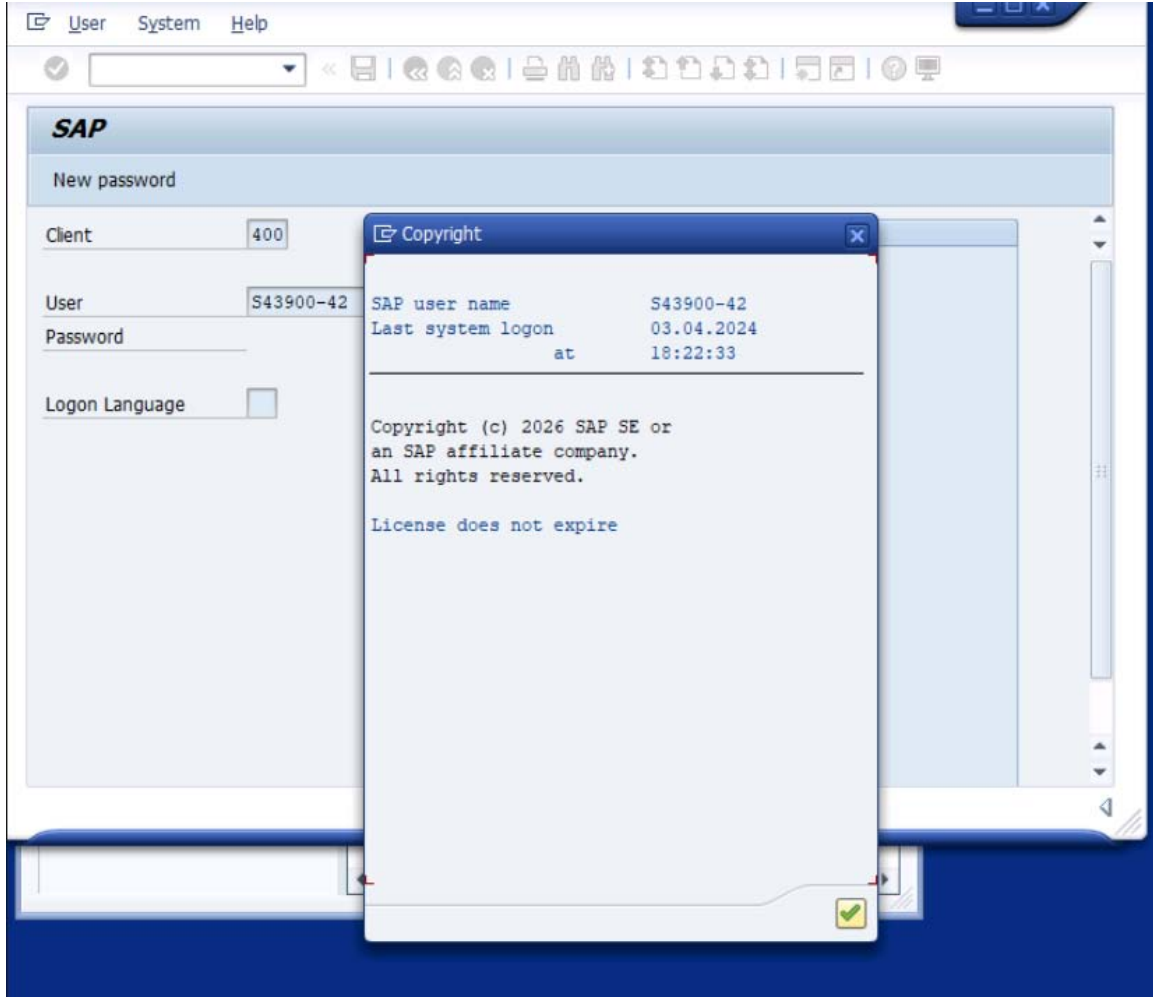 User System Help
SAP
New password
Client 400
User S43900-42
Password
Logon Language
Copyright
SAP user name S43900-42
Last system logon 03.04.2024
at 18:22:33
Copyright (c) 2026 SAP SE or
an SAP affiliate company.
All rights reserved.
License does not expire